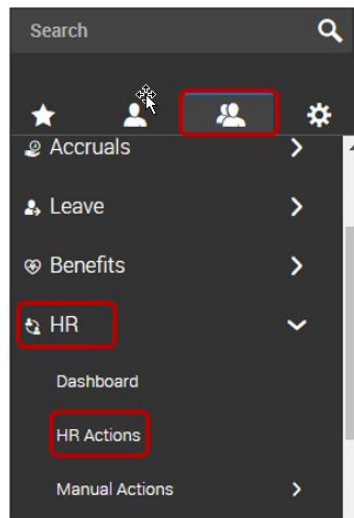 Search
Accruals
Leave
Benefits
HR
Dashboard
HR Actions
Manual Actions